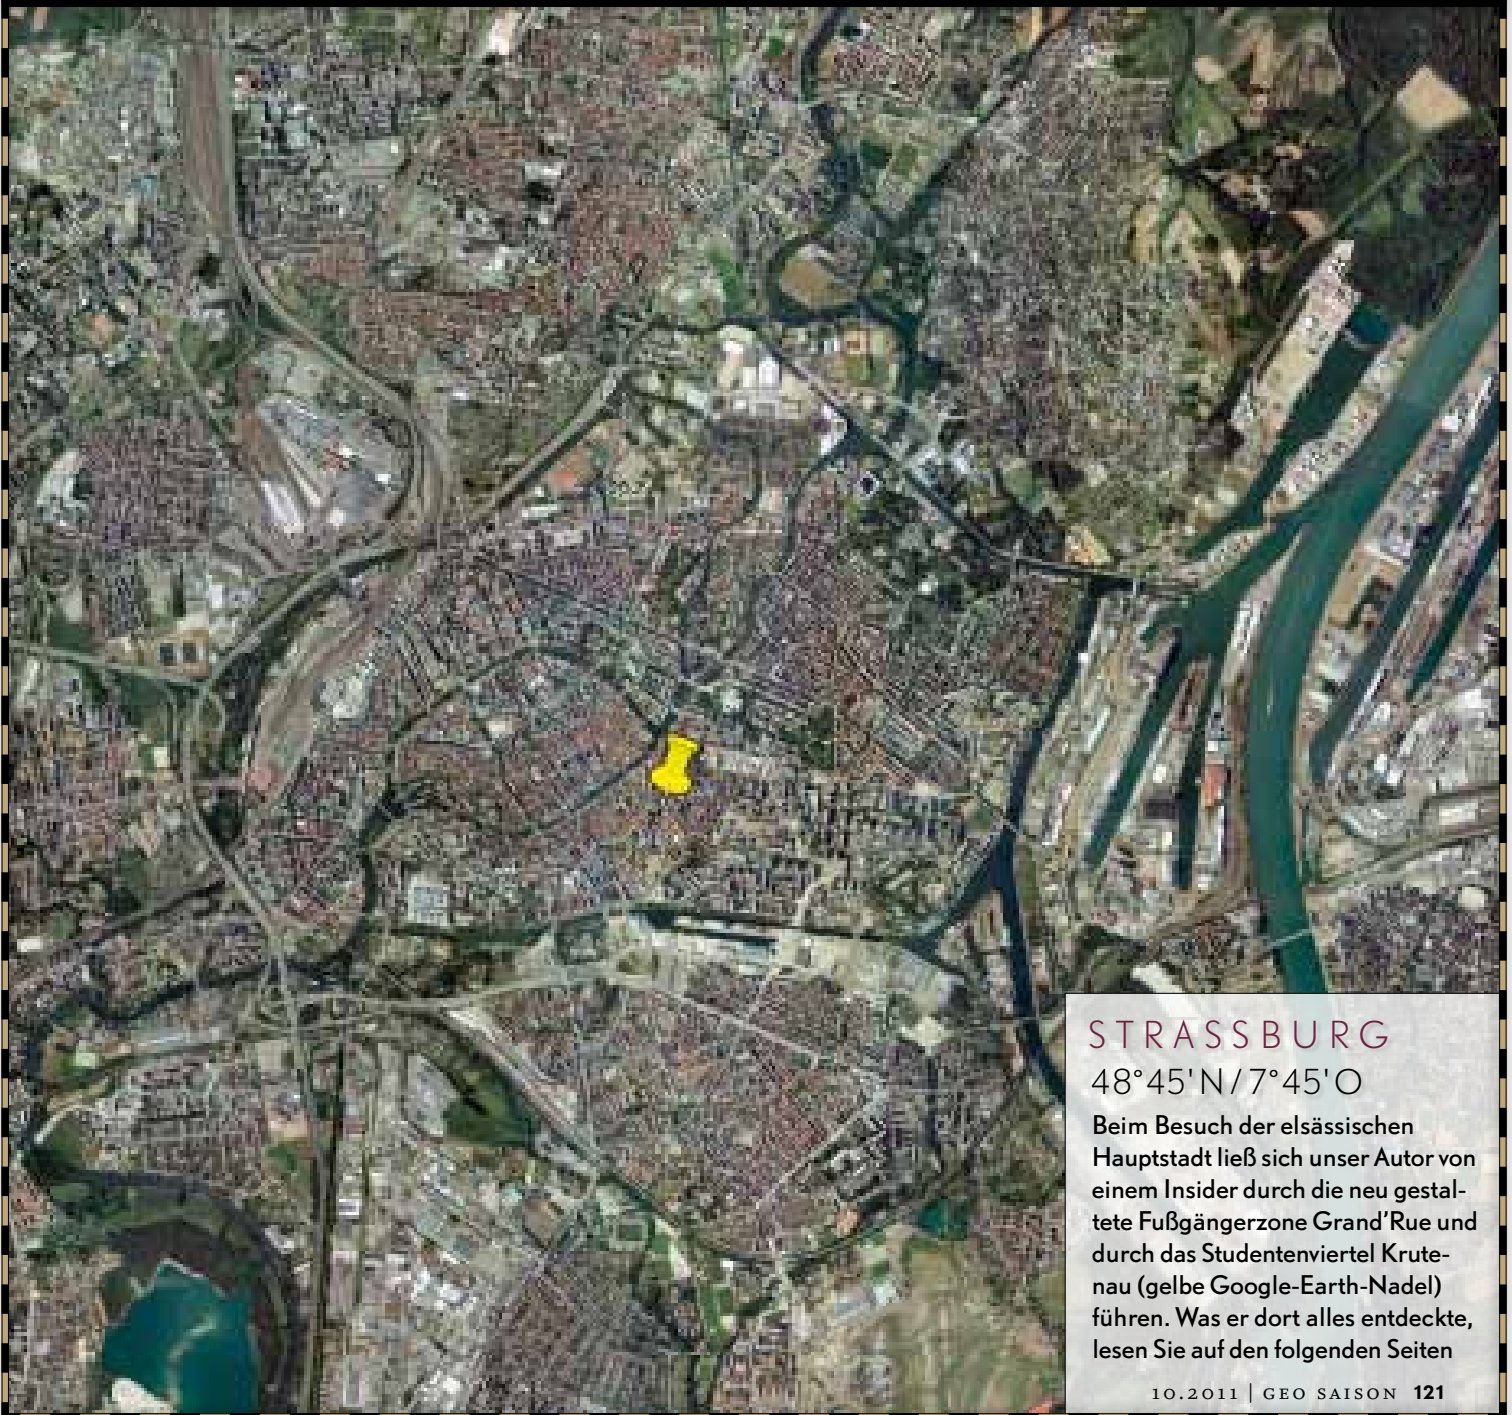 STRASSBURG
48°45'N/7°45'O
Beim Besuch der elsässischen
Hauptstadt ließ sich unser Autor von
einem Insider durch die neu gestal-
tete Fußgängerzone Grand'Rue und
durch das Studentenviertel Krute-
nau (gelbe Google-Earth-Nadel)
führen. Was er dort alles entdeckte,
lesen Sie auf den folgenden Seiten
10.2011 | GEO SAISON 121